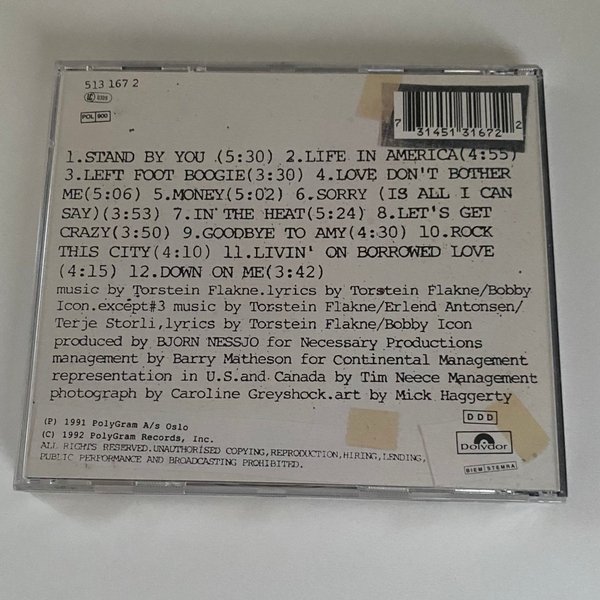 513 167 2
LC 0309
POL 900
7 31451 31672 2
1.STAND BY YOU (5:30) 2.LIFE IN AMERICA(4:55)
3.LEFT FOOT BOOGIE(3:30) 4.LOVE DON'T BOTHER
ME(5:06) 5.MONEY(5:02) 6.SORRY (IS ALL I CAN
SAY)(3:53) 7.IN THE HEAT(5:24) 8.LET'S GET
CRAZY(3:50) 9.GOODBYE TO AMY(4:30) 10.ROCK
THIS CITY(4:10) 11.LIVIN' ON BORROWED LOVE
(4:15) 12.DOWN ON ME(3:42)
music by Torstein Flakne.lyrics by Torstein Flakne/Bobby
Icon.except#3 music by Torstein Flakne/Erlend Antonsen/
Terje Storli,lyrics by Torstein Flakne/Bobby Icon
produced by BJORN NESSJO for Necessary Productions
management by Barry Matheson for Continental Management
representation in U.S.and Canada by Tim Neece Management
photograph by Caroline Greyshock.art by Mick Haggerty
(P) 1991 PolyGram A/s Oslo
(C) 1992 PolyGram Records, Inc.
ALL RIGHTS RESERVED.UNAUTHORISED COPYING,REPRODUCTION,HIRING,LENDING,
PUBLIC PERFORMANCE AND BROADCASTING PROHIBITED.
DDD
Polydor
BIEM/STEMRA